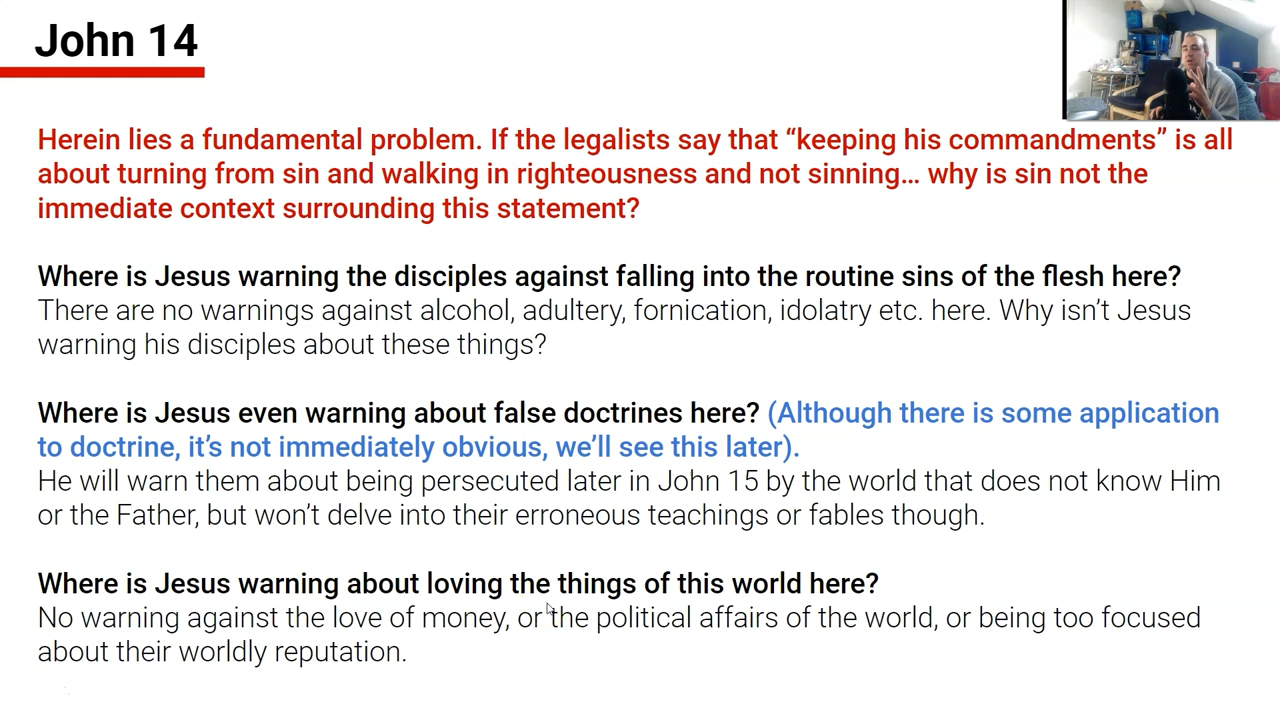 John 14
Herein lies a fundamental problem. If the legalists say that “keeping his commandments” is all
about turning from sin and walking in righteousness and not sinning… why is sin not the
immediate context surrounding this statement?
Where is Jesus warning the disciples against falling into the routine sins of the flesh here?
There are no warnings against alcohol, adultery, fornication, idolatry etc. here. Why isn’t Jesus
warning his disciples about these things?
Where is Jesus even warning about false doctrines here? (Although there is some application
to doctrine, it’s not immediately obvious, we’ll see this later).
He will warn them about being persecuted later in John 15 by the world that does not know Him
or the Father, but won’t delve into their erroneous teachings or fables though.
Where is Jesus warning about loving the things of this world here?
No warning against the love of money, or the political affairs of the world, or being too focused
about their worldly reputation.